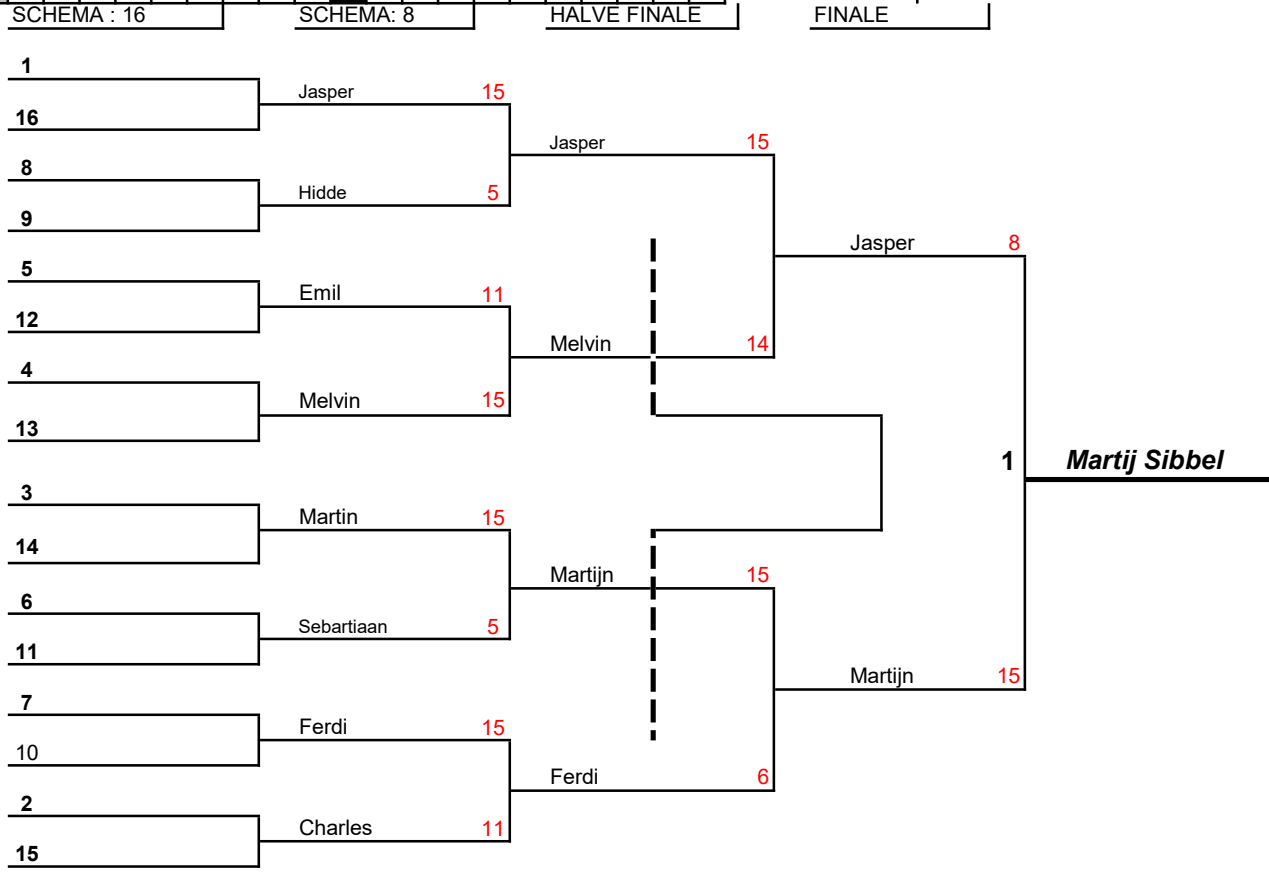 SCHEMA : 16 SCHEMA: 8 HALVE FINALE FINALE
1
Jasper 15
16
Jasper 15
8
Hidde 5
9
Jasper 8
5
Emil 11
12
Melvin 14
4
Melvin 15
13
1 Martij Sibbel
3
Martin 15
14
Martijn 15
6
Sebartiaan 5
11
Martijn 15
7
Ferdi 15
10
Ferdi 6
2
Charles 11
15